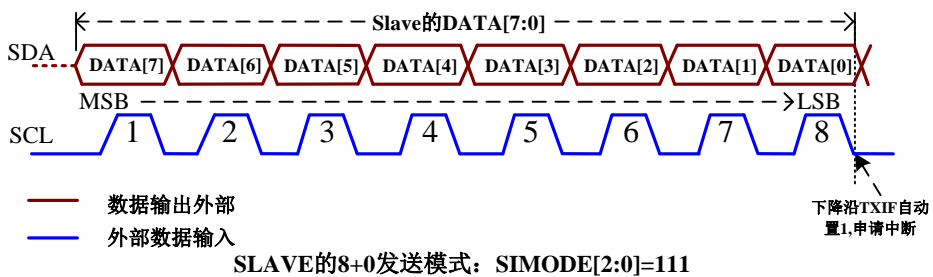 Slave的DATA[7:0]
SDA
DATA[7] DATA[6] DATA[5] DATA[4] DATA[3] DATA[2] DATA[1] DATA[0]
MSB LSB
SCL
1 2 3 4 5 6 7 8
下降沿TXIF自动
置1,申请中断
数据输出外部
外部数据输入
SLAVE的8+0发送模式：SIMODE[2:0]=111